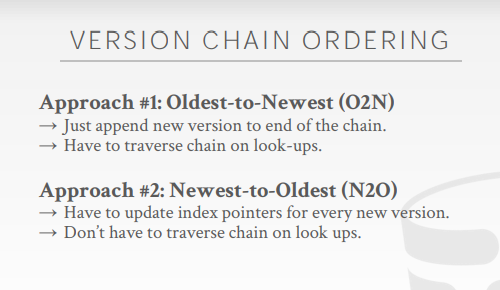 VERSION CHAIN ORDERING
Approach #1: Oldest-to-Newest (O2N)
→ Just append new version to end of the chain.
→ Have to traverse chain on look-ups.
Approach #2: Newest-to-Oldest (N2O)
→ Have to update index pointers for every new version.
→ Don’t have to traverse chain on look ups.